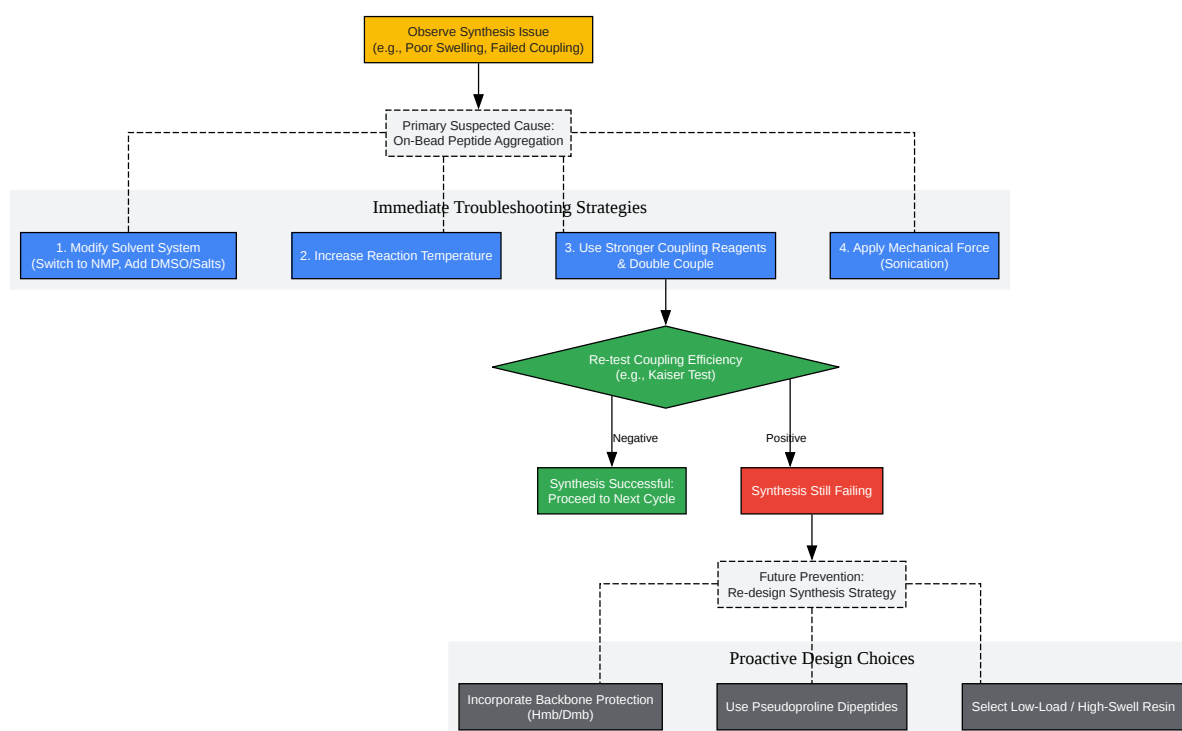 Observe Synthesis Issue
(e.g., Poor Swelling, Failed Coupling)
Primary Suspected Cause:
On-Bead Peptide Aggregation
Immediate Troubleshooting Strategies
1. Modify Solvent System
(Switch to NMP, Add DMSO/Salts)
2. Increase Reaction Temperature
3. Use Stronger Coupling Reagents
& Double Couple
4. Apply Mechanical Force
(Sonication)
Re-test Coupling Efficiency
(e.g., Kaiser Test)
Negative
Positive
Synthesis Successful:
Proceed to Next Cycle
Synthesis Still Failing
Future Prevention:
Re-design Synthesis Strategy
Proactive Design Choices
Incorporate Backbone Protection
(Hmb/Dmb)
Use Pseudoproline Dipeptides
Select Low-Load / High-Swell Resin